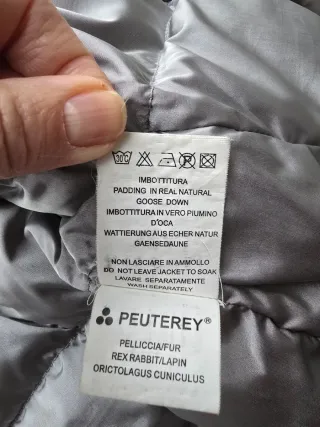 30°C
IMBOTTITURA
PADDING IN REAL NATURAL
GOOSE DOWN
IMBOTTITURA IN VERO PIUMINO
D'OCA
WATTIERUNG AUS ECHER NATUR
GAENSEDAUNE
NON LASCIARE IN AMMOLLO
DO NOT LEAVE JACKET TO SOAK
LAVARE SEPARATAMENTE
WASH SEPARATELY
PEUTEREY®
PELLICCIA/FUR
REX RABBIT/LAPIN
ORICTOLAGUS CUNICULUS